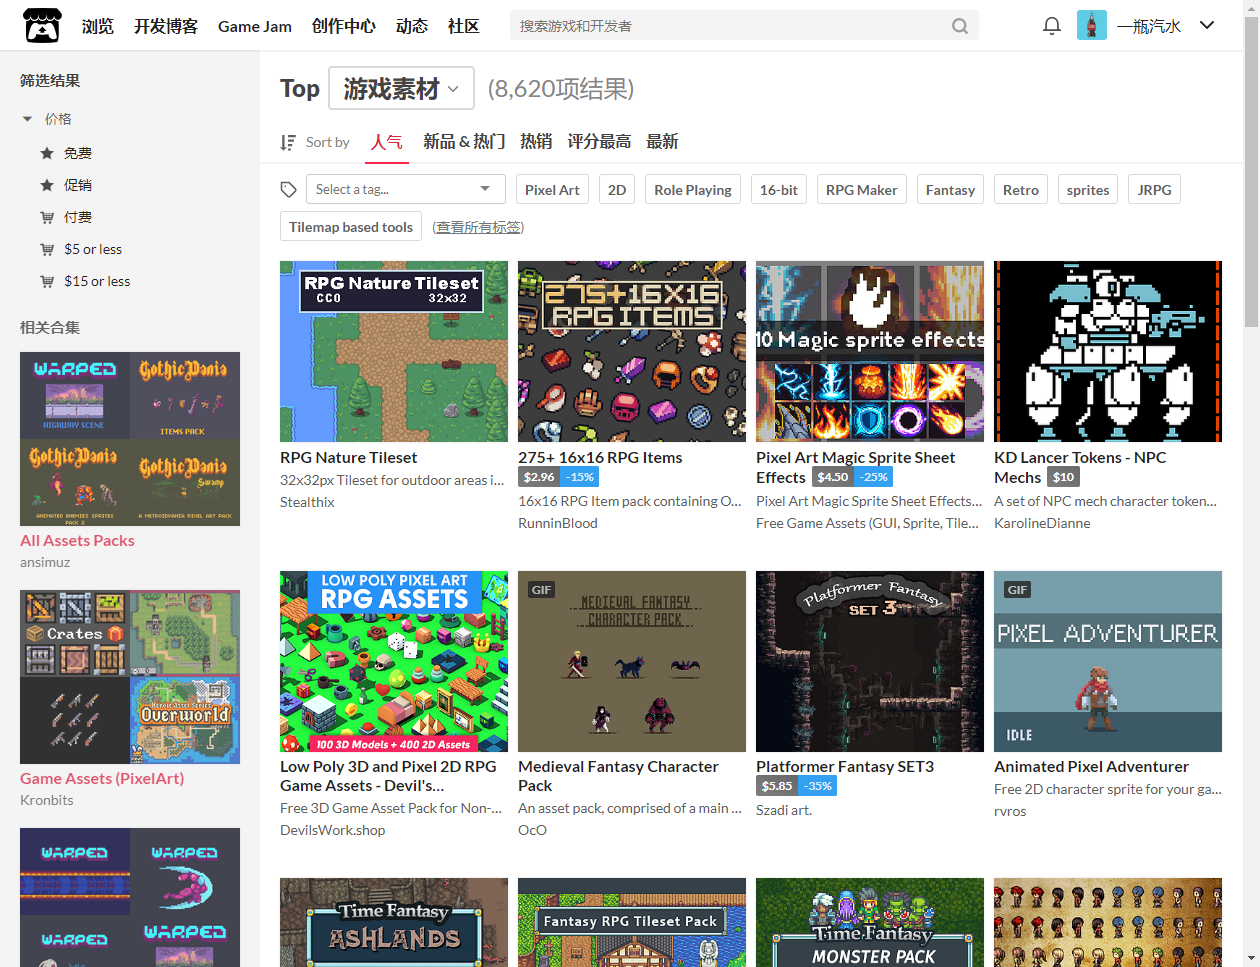 浏览 开发博客 Game Jam 创作中心 动态 社区 搜索游戏和开发者 一瓶汽水
筛选结果
价格
免费
促销
付费
$5 or less
$15 or less
相关合集
WARPED
HIGHWAY SCENE
GothicVania
ITEMS PACK
GothicVania
ANIMATED ENEMIES SPRITES
PACK 2
GothicVania
Swamp
A METROIDVANIA PIXEL ART PACK
All Assets Packs
ansimuz
Crates
Heroic Asset Series
Overworld
Game Assets (PixelArt)
Kronbits
WARPED
WARPED
WARPED
WARPED
Top 游戏素材 (8,620项结果)
Sort by 人气 新品 & 热门 热销 评分最高 最新
Select a tag... Pixel Art 2D Role Playing 16-bit RPG Maker Fantasy Retro sprites JRPG
Tilemap based tools (查看所有标签)
RPG Nature Tileset
CC0 32x32
RPG Nature Tileset
32x32px Tileset for outdoor areas i...
Stealthix
275+16X16
RPG ITEMS
275+ 16x16 RPG Items
$2.96 -15%
16x16 RPG Item pack containing O...
RunninBlood
10 Magic sprite effects
Pixel Art Magic Sprite Sheet
Effects $4.50 -25%
Pixel Art Magic Sprite Sheet Effects...
Free Game Assets (GUI, Sprite, Tile...
KD Lancer Tokens - NPC
Mechs $10
A set of NPC mech character token...
KarolineDianne
LOW POLY PIXEL ART
RPG ASSETS
100 3D Models + 400 2D Assets
Low Poly 3D and Pixel 2D RPG
Game Assets - Devil's...
Free 3D Game Asset Pack for Non-...
DevilsWork.shop
GIF
MEDIEVAL FANTASY
CHARACTER PACK
Medieval Fantasy Character
Pack
An asset pack, comprised of a main ...
OcO
Platformer Fantasy
SET 3
Platformer Fantasy SET3
$5.85 -35%
Szadi art.
GIF
PIXEL ADVENTURER
IDLE
Animated Pixel Adventurer
Free 2D character sprite for your ga...
rvros
Time Fantasy
ASHLANDS
Fantasy RPG Tileset Pack
Time Fantasy
MONSTER PACK